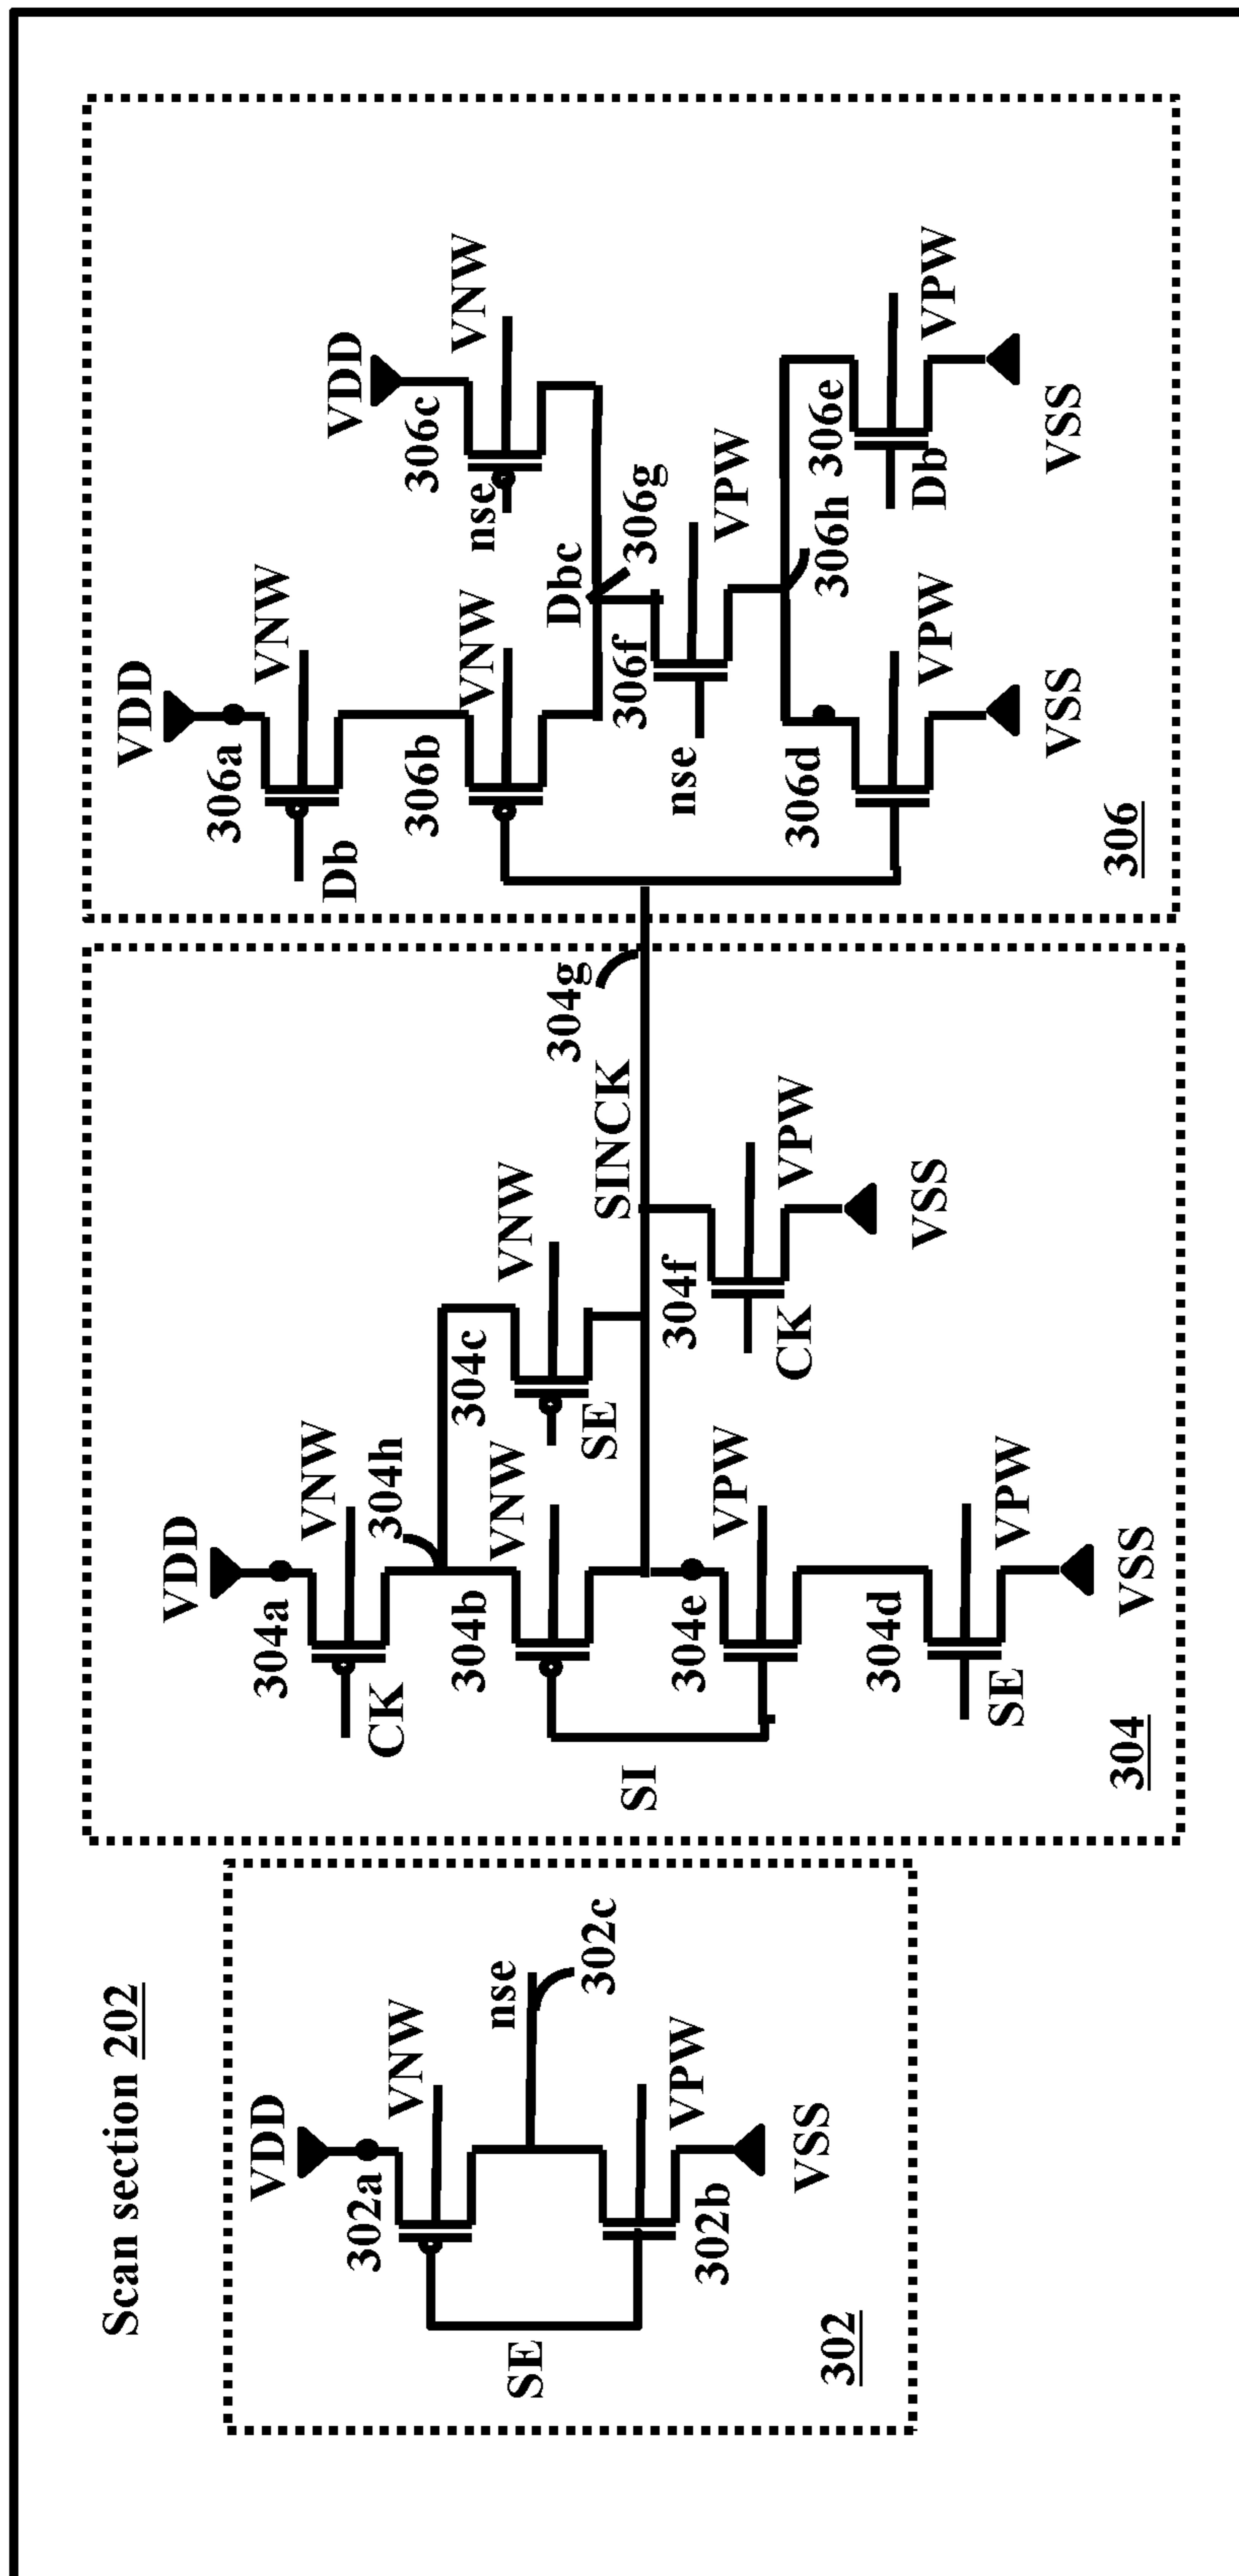 Scan section 202
VDD
302a
VNW
SE
nse
302c
302b
VPW
VSS
302
VDD
304a
VNW
CK
304h
304b
VNW
304c
VNW
SE
SI
SINCK
304g
304e
VPW
304f
VPW
CK
VSS
304d
VPW
SE
VSS
304
VDD
306a
VNW
Db
VDD
306c
VNW
nse
306b
VNW
Dbc
306g
306f
VPW
nse
306h
306d
VPW
VSS
306e
VPW
Db
VSS
306